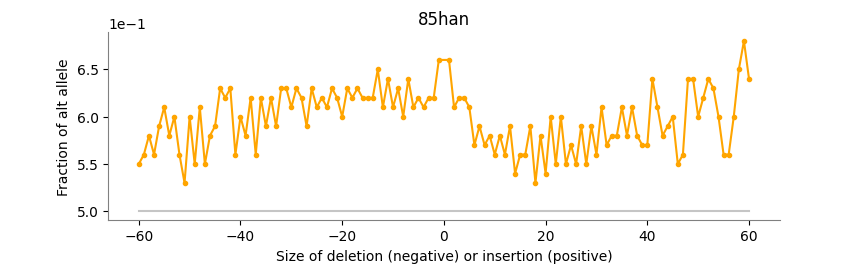 85han
1e−1
Fraction of alt allele
6.5
6.0
5.5
5.0
−60 −40 −20 0 20 40 60
Size of deletion (negative) or insertion (positive)